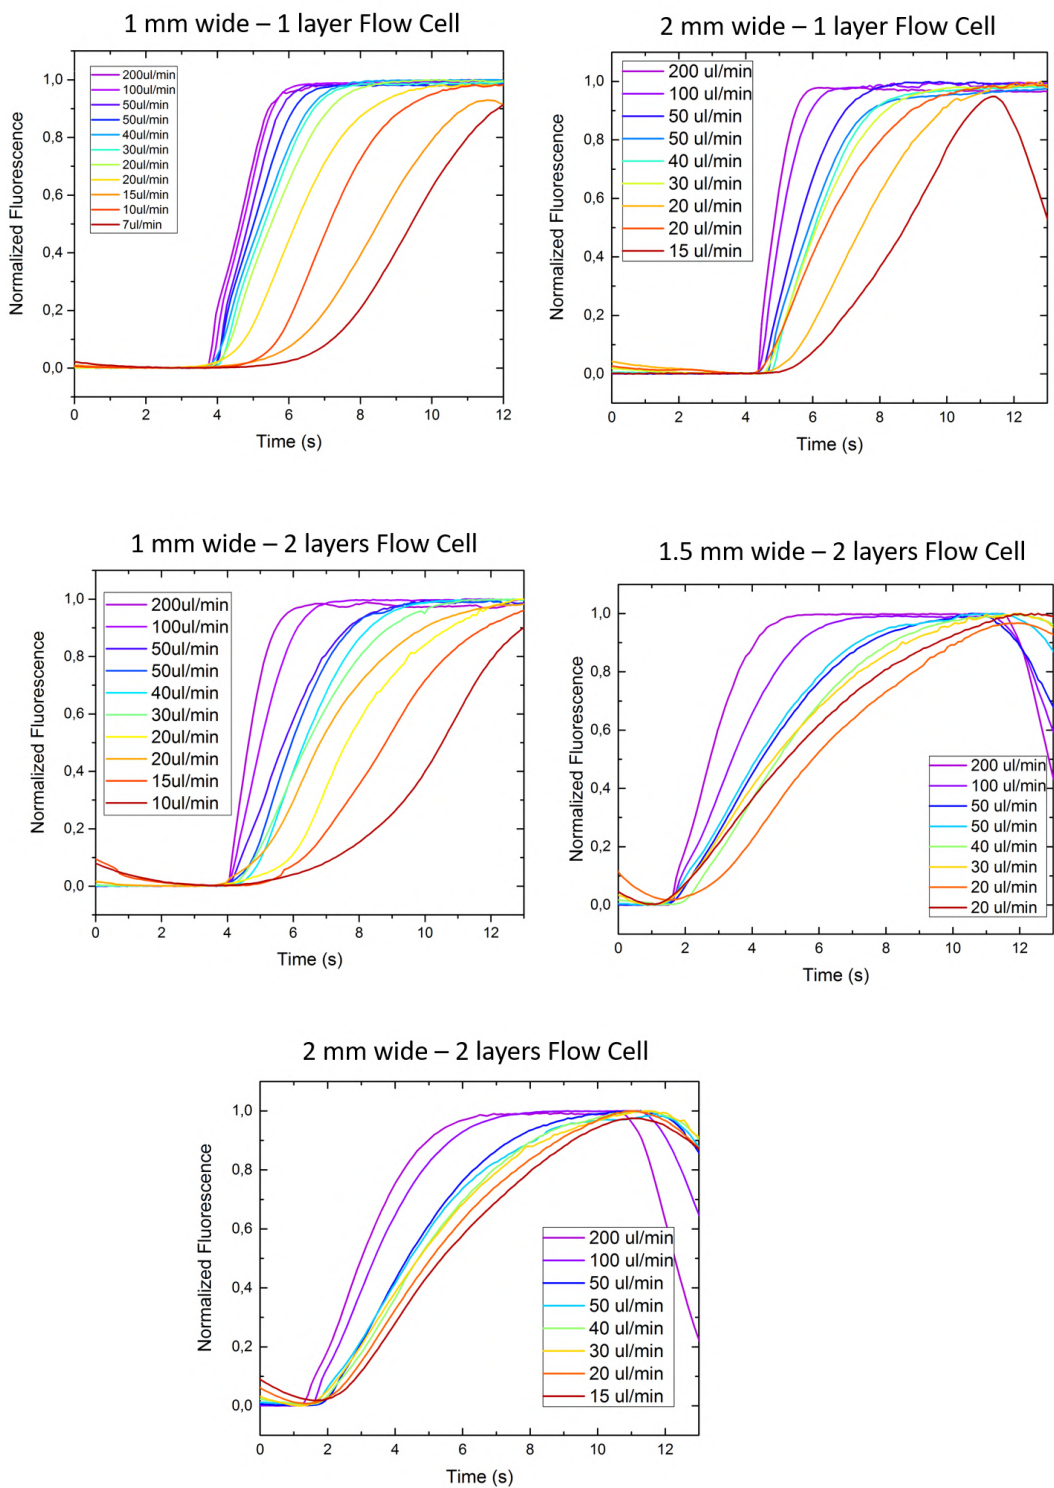 1 mm wide – 1 layer Flow Cell
1,0
0,8
0,6
0,4
0,2
0,0
Normalized Fluorescence
200ul/min
100ul/min
50ul/min
50ul/min
40ul/min
30ul/min
20ul/min
20ul/min
15ul/min
10ul/min
7ul/min
0 2 4 6 8 10 12
Time (s)
2 mm wide – 1 layer Flow Cell
1,0
0,8
0,6
0,4
0,2
0,0
Normalized Fluorescence
200 ul/min
100 ul/min
50 ul/min
50 ul/min
40 ul/min
30 ul/min
20 ul/min
20 ul/min
15 ul/min
0 2 4 6 8 10 12
Time (s)
1 mm wide – 2 layers Flow Cell
1,0
0,8
0,6
0,4
0,2
0,0
Normalized Fluorescence
200ul/min
100ul/min
50ul/min
50ul/min
40ul/min
30ul/min
20ul/min
20ul/min
15ul/min
10ul/min
0 2 4 6 8 10 12
Time (s)
1.5 mm wide – 2 layers Flow Cell
1,0
0,8
0,6
0,4
0,2
0,0
Normalized Fluorescence
200 ul/min
100 ul/min
50 ul/min
50 ul/min
40 ul/min
30 ul/min
20 ul/min
20 ul/min
0 2 4 6 8 10 12
Time (s)
2 mm wide – 2 layers Flow Cell
1,0
0,8
0,6
0,4
0,2
0,0
Normalized Fluorescence
200 ul/min
100 ul/min
50 ul/min
50 ul/min
40 ul/min
30 ul/min
20 ul/min
15 ul/min
0 2 4 6 8 10 12
Time (s)